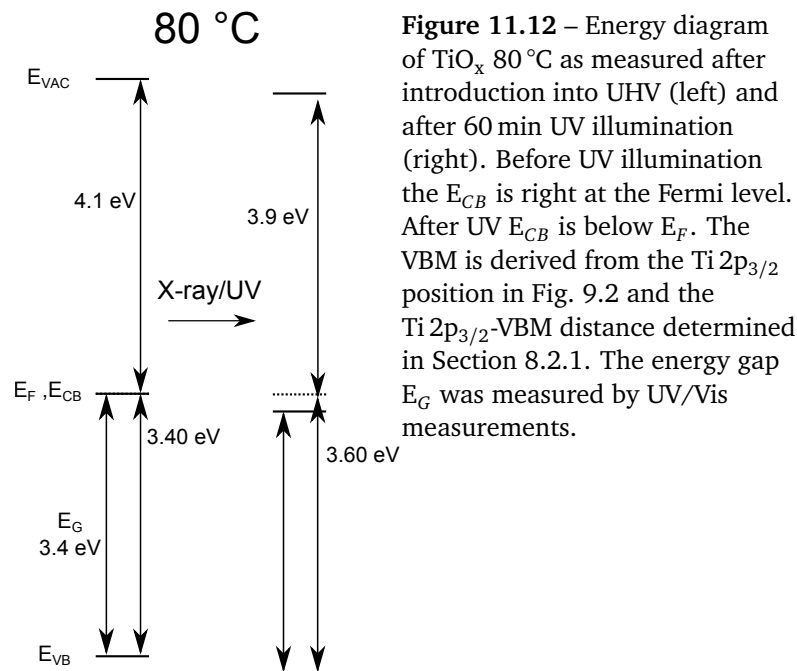 80 °C
E_VAC
4.1 eV
3.9 eV
X-ray/UV
E_F ,E_CB
3.40 eV
3.60 eV
E_G
3.4 eV
E_VB
Figure 11.12 – Energy diagram
of TiO_x 80 °C as measured after
introduction into UHV (left) and
after 60 min UV illumination
(right). Before UV illumination
the E_CB is right at the Fermi level.
After UV E_CB is below E_F. The
VBM is derived from the Ti 2p_3/2
position in Fig. 9.2 and the
Ti 2p_3/2-VBM distance determined
in Section 8.2.1. The energy gap
E_G was measured by UV/Vis
measurements.